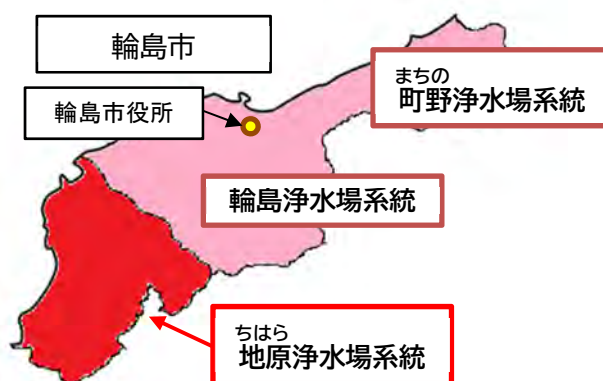 輪島市
まちの
町野浄水場系統
輪島市役所
輪島浄水場系統
ちはら
地原浄水場系統